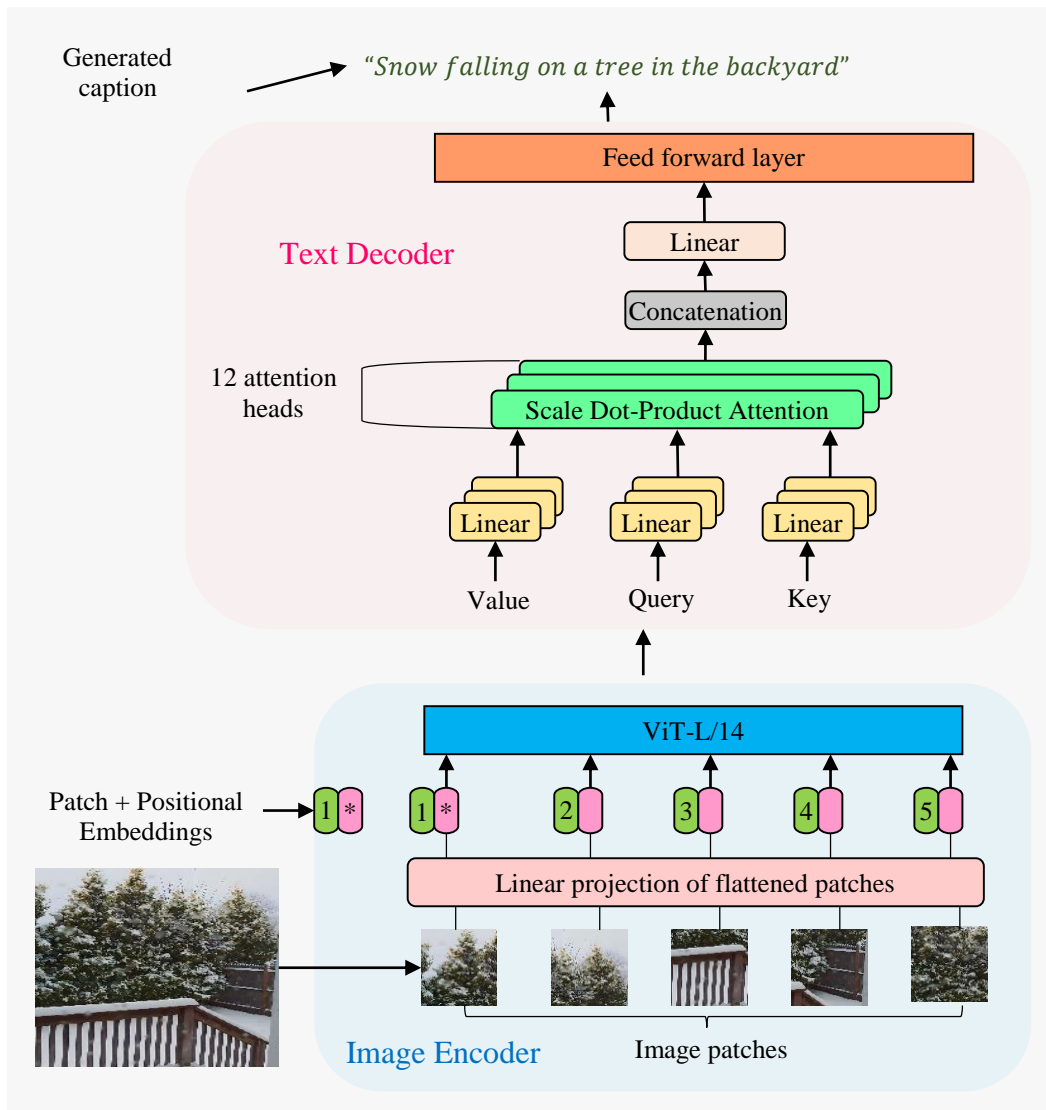 Generated
caption
“Snow falling on a tree in the backyard”
Feed forward layer
Text Decoder
Linear
Concatenation
12 attention
heads
Scale Dot-Product Attention
Linear
Linear
Linear
Value
Query
Key
ViT-L/14
Patch + Positional
Embeddings
1 *
1 *
2
3
4
5
Linear projection of flattened patches
Image Encoder
Image patches